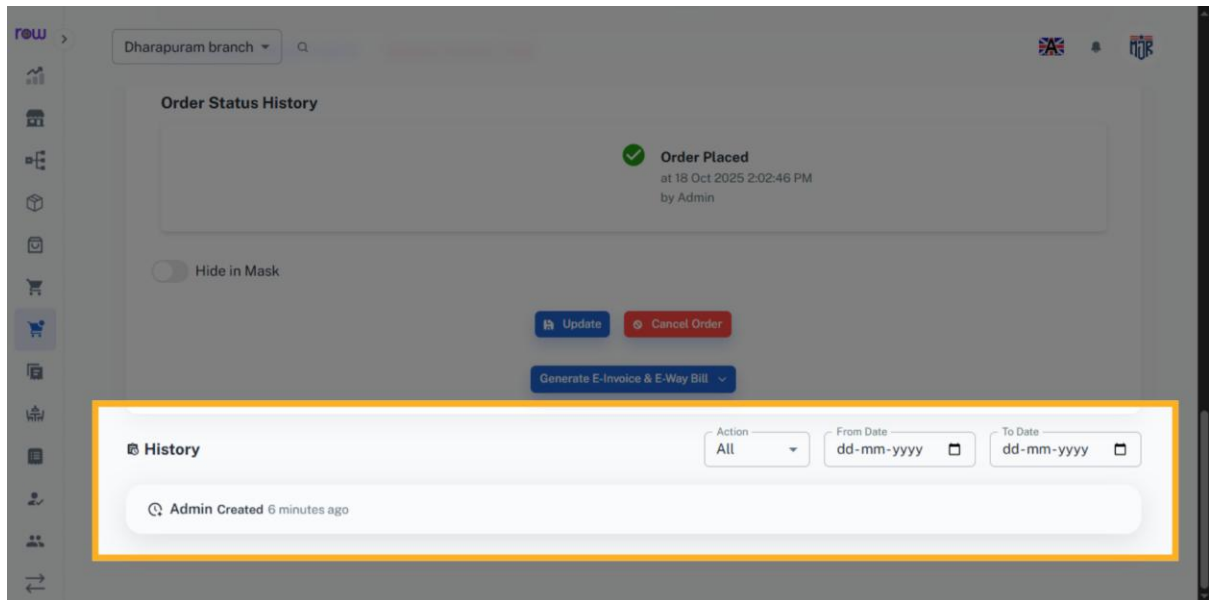 row
Dharapuram branch
MJR
Order Status History
Order Placed
at 18 Oct 2025 2:02:46 PM
by Admin
Hide in Mask
Update Cancel Order
Generate E-Invoice & E-Way Bill
History
Action
All
From Date
dd-mm-yyyy
To Date
dd-mm-yyyy
Admin Created 6 minutes ago